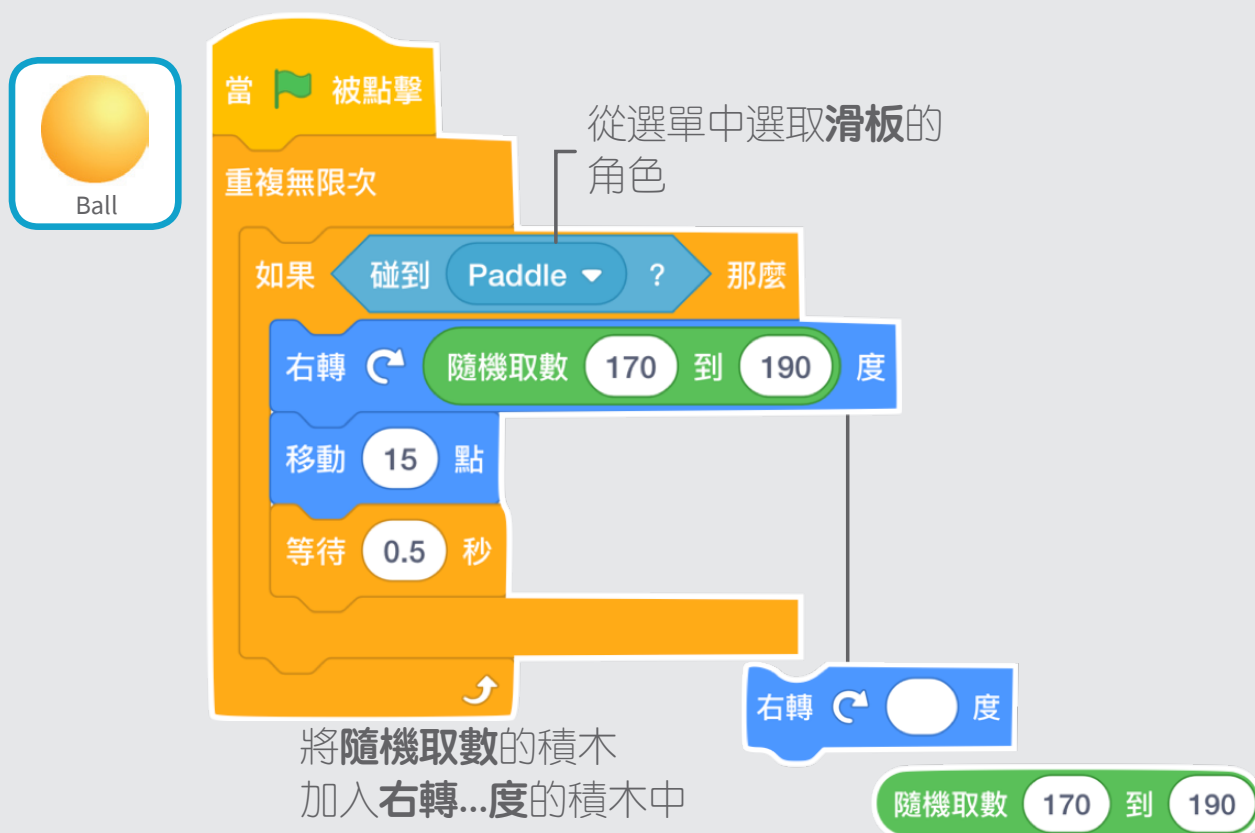 Ball
當 被點擊
從選單中選取滑板的
角色
重複無限次
如果 碰到 Paddle ? 那麼
右轉 隨機取數 170 到 190 度
移動 15 點
等待 0.5 秒
將隨機取數的積木
加入右轉...度的積木中
右轉 度
隨機取數 170 到 190